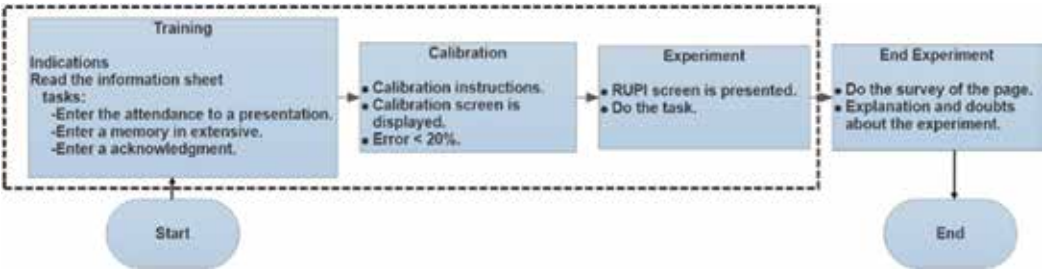 Training
Indications
Read the information sheet
tasks:
-Enter the attendance to a presentation.
-Enter a memory in extensive.
-Enter a acknowledgment.
Calibration
• Calibration instructions.
• Calibration screen is
displayed.
• Error < 20%.
Experiment
• RUPI screen is presented.
• Do the task.
End Experiment
• Do the survey of the page.
• Explanation and doubts
about the experiment.
Start
End